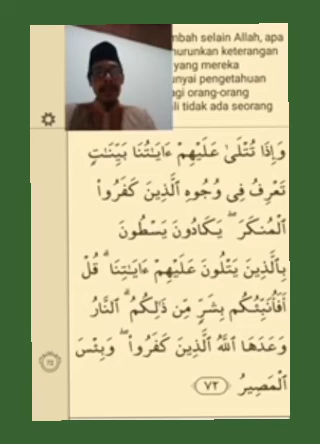 mbah selain Allah, apa
nurunkan keterangan
yang mereka
unyai pengetahuan
agi orang-orang
li tidak ada seorang
وَإِذَا تُتْلَىٰ عَلَيْهِمْ ءَايَـٰتُنَا بَيِّنَـٰتٍ
تَعْرِفُ فِى وُجُوهِ ٱلَّذِينَ كَفَرُوا۟
ٱلْمُنكَرَ ۖ يَكَادُونَ يَسْطُونَ
بِٱلَّذِينَ يَتْلُونَ عَلَيْهِمْ ءَايَـٰتِنَا ۗ قُلْ
أَفَأُنَبِّئُكُم بِشَرٍّ مِّن ذَٰلِكُمُ ۗ ٱلنَّارُ
وَعَدَهَا ٱللَّهُ ٱلَّذِينَ كَفَرُوا۟ ۖ وَبِئْسَ
ٱلْمَصِيرُ ﴿٧٢﴾
72